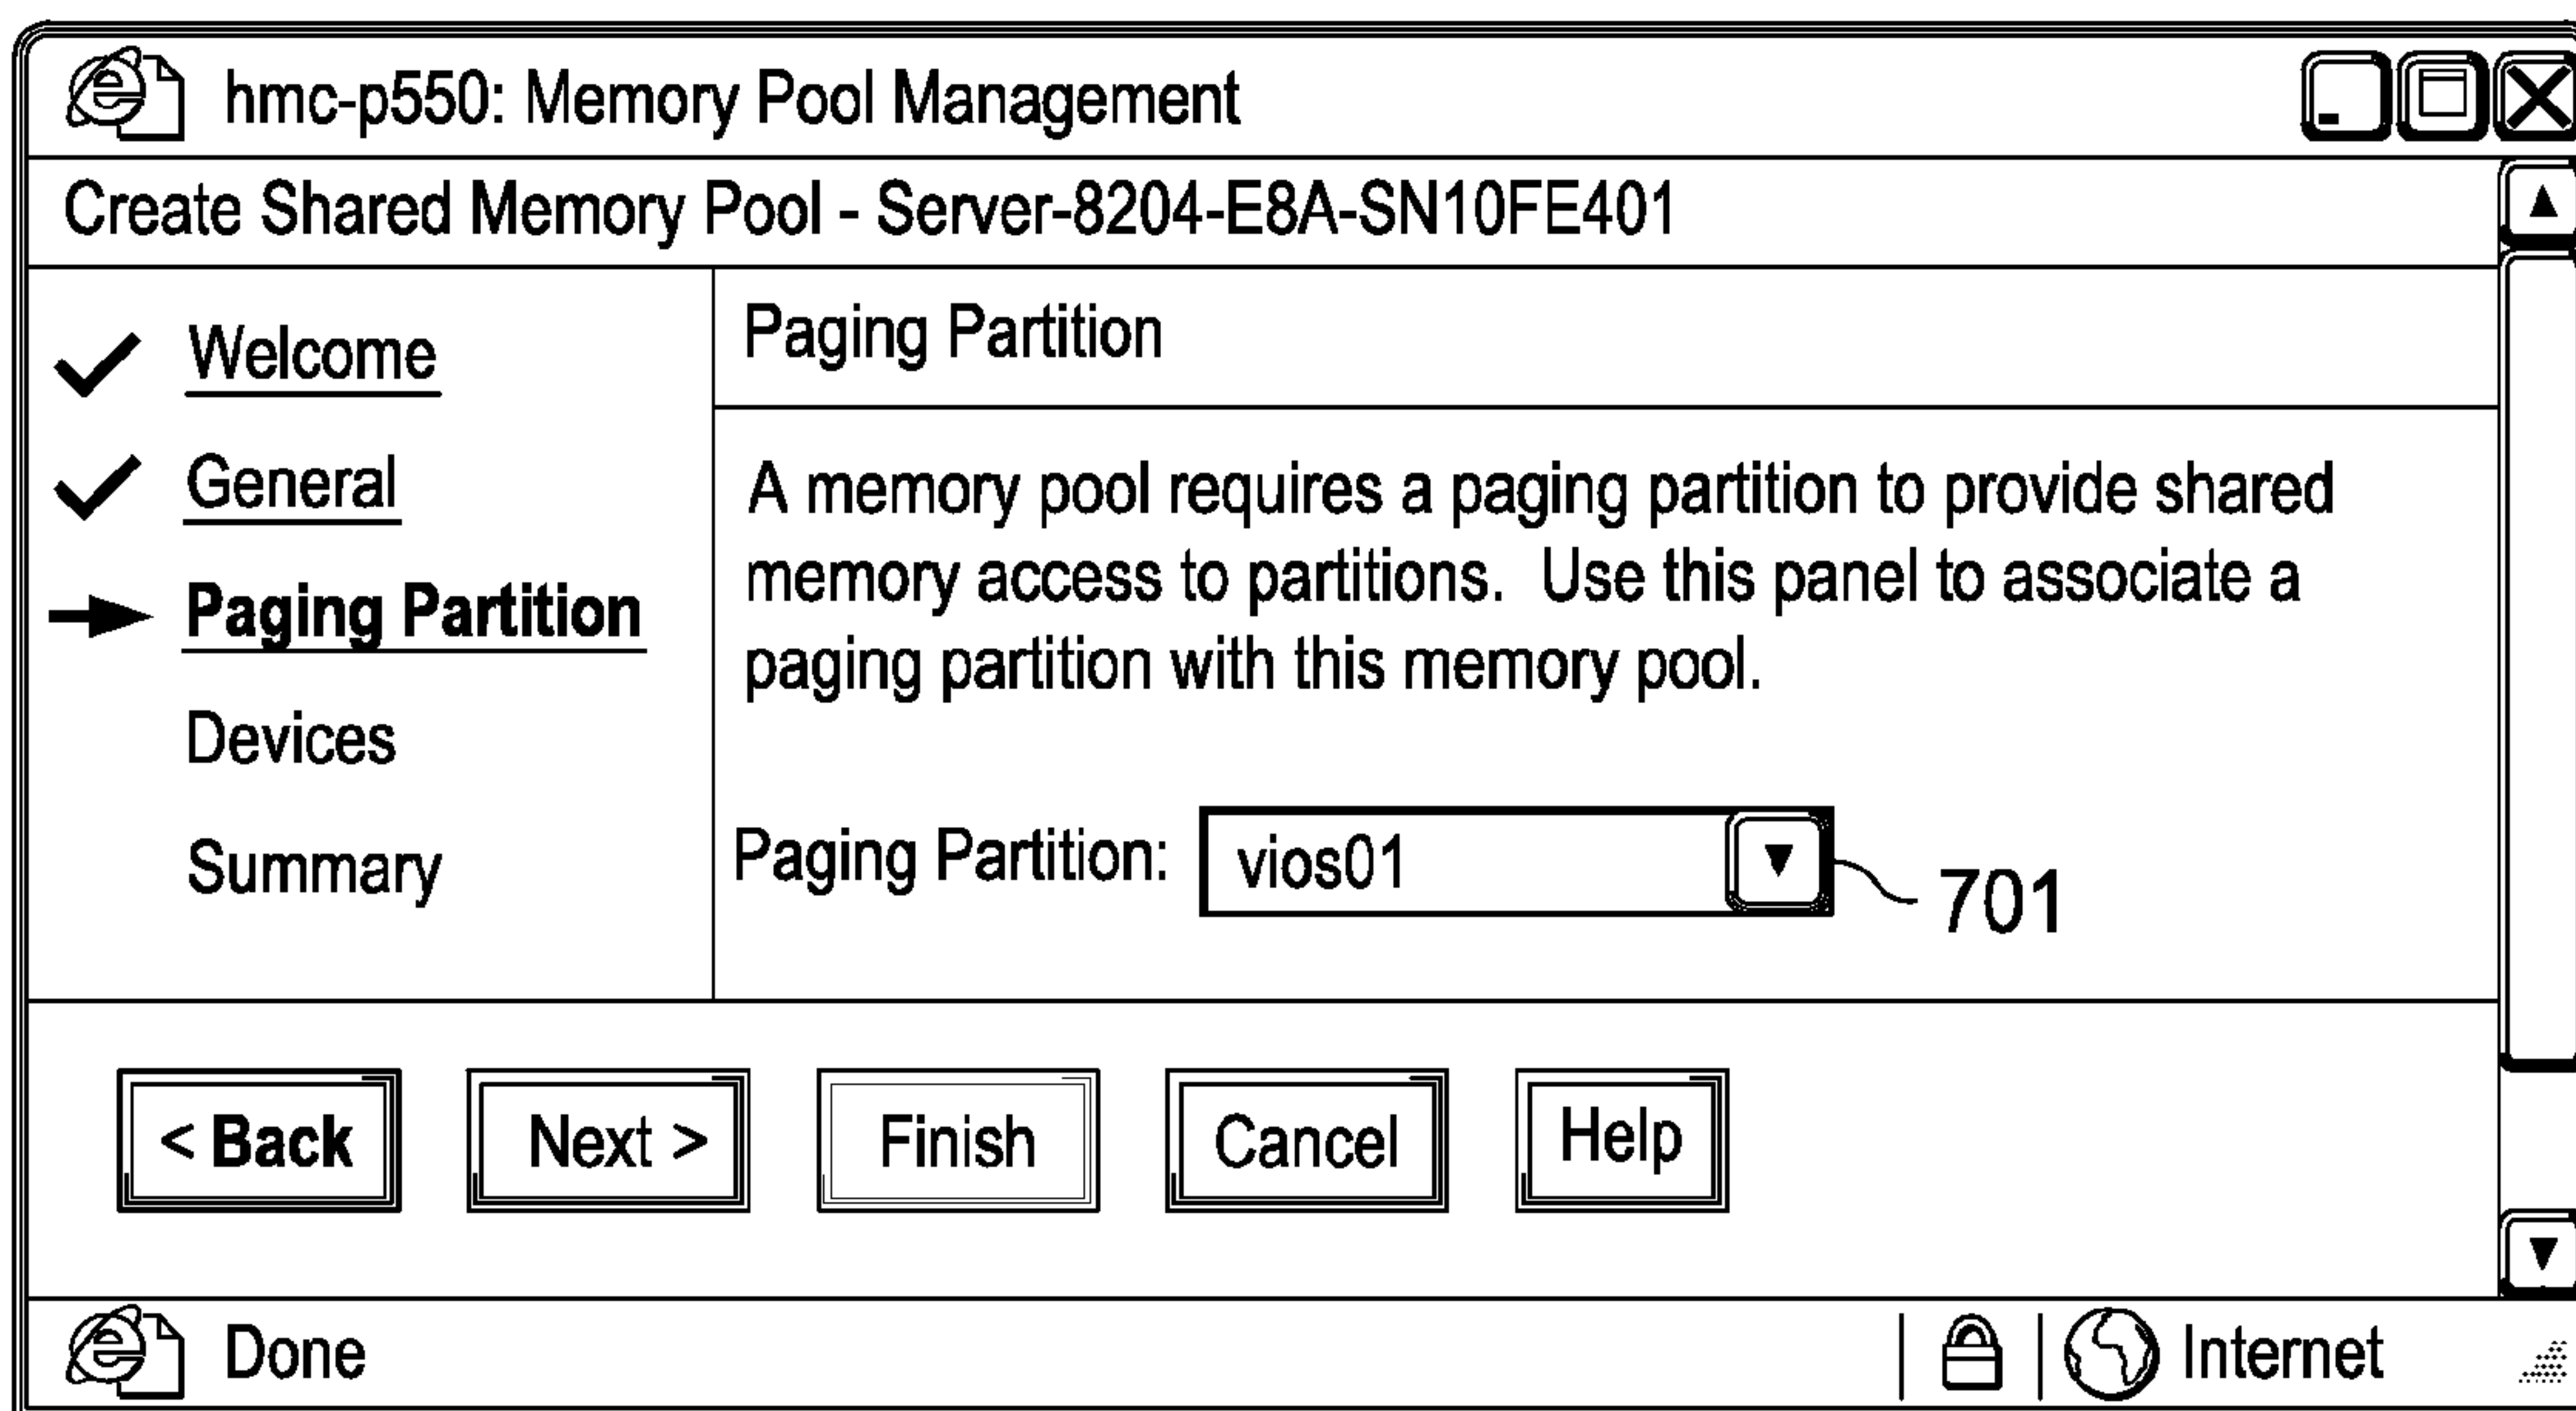 hmc-p550: Memory Pool Management
Create Shared Memory Pool - Server-8204-E8A-SN10FE401
Welcome
General
Paging Partition
Devices
Summary
Paging Partition
A memory pool requires a paging partition to provide shared
memory access to partitions. Use this panel to associate a
paging partition with this memory pool.
Paging Partition: vios01
701
< Back Next > Finish Cancel Help
Done Internet